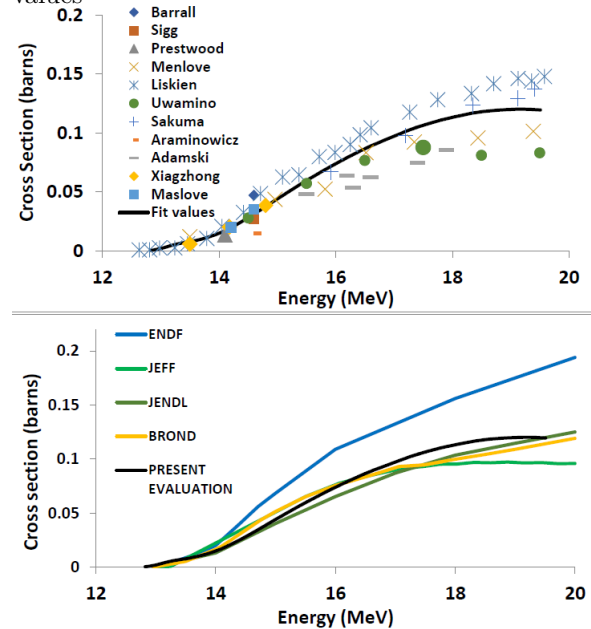 values
0.2
0.15
0.1
0.05
0
Cross Section (barns)
Barrall
Sigg
Prestwood
Menlove
Liskien
Uwamino
Sakuma
Araminowicz
Adamski
Xiagzhong
Maslove
Fit values
12 14 16 18 20
Energy (MeV)
0.2
0.15
0.1
0.05
0
Cross section (barns)
ENDF
JEFF
JENDL
BROND
PRESENT
EVALUATION
12 14 16 18 20
Energy (MeV)